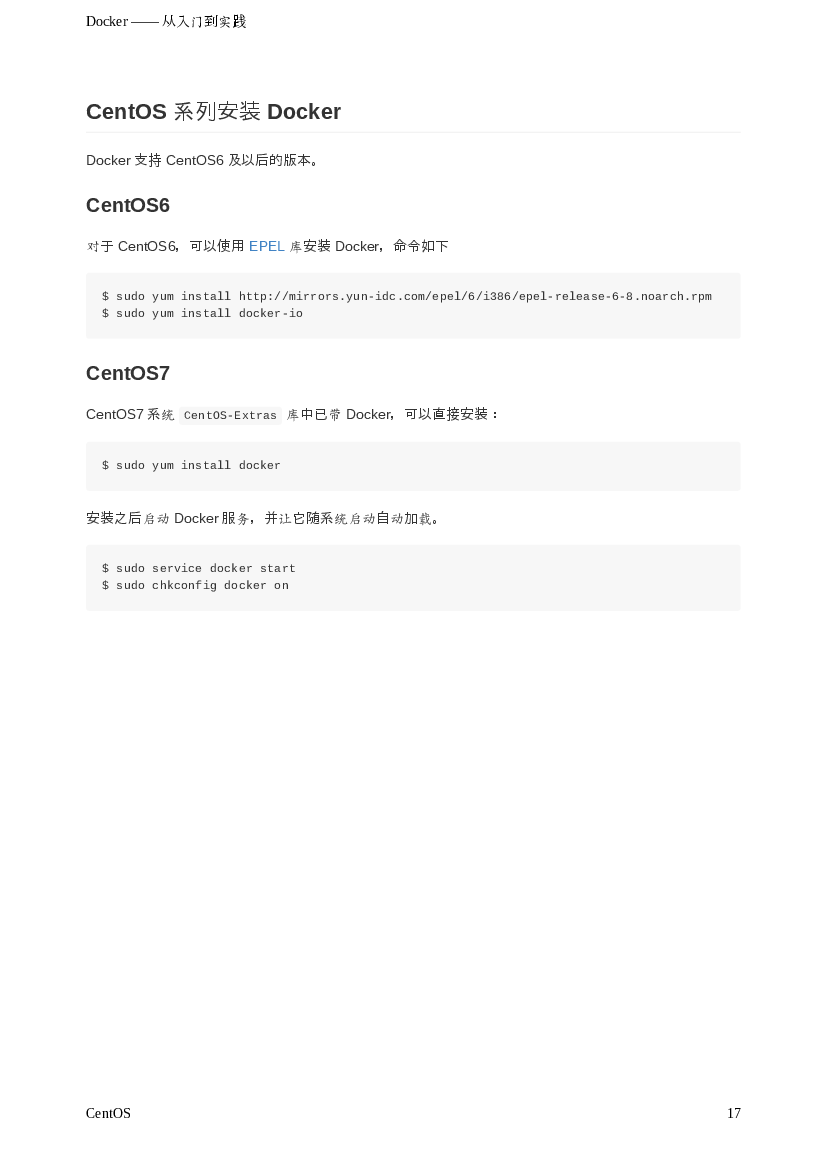 Docker —— 从入门到实践
CentOS 系列安装 Docker
Docker 支持 CentOS6 及以后的版本。
CentOS6
对于 CentOS6，可以使用 EPEL 库安装 Docker，命令如下
$ sudo yum install http://mirrors.yun-idc.com/epel/6/i386/epel-release-6-8.noarch.rpm
$ sudo yum install docker-io
CentOS7
CentOS7 系统 CentOS-Extras 库中已带 Docker，可以直接安装：
$ sudo yum install docker
安装之后启动 Docker 服务，并让它随系统启动自动加载。
$ sudo service docker start
$ sudo chkconfig docker on
CentOS 17